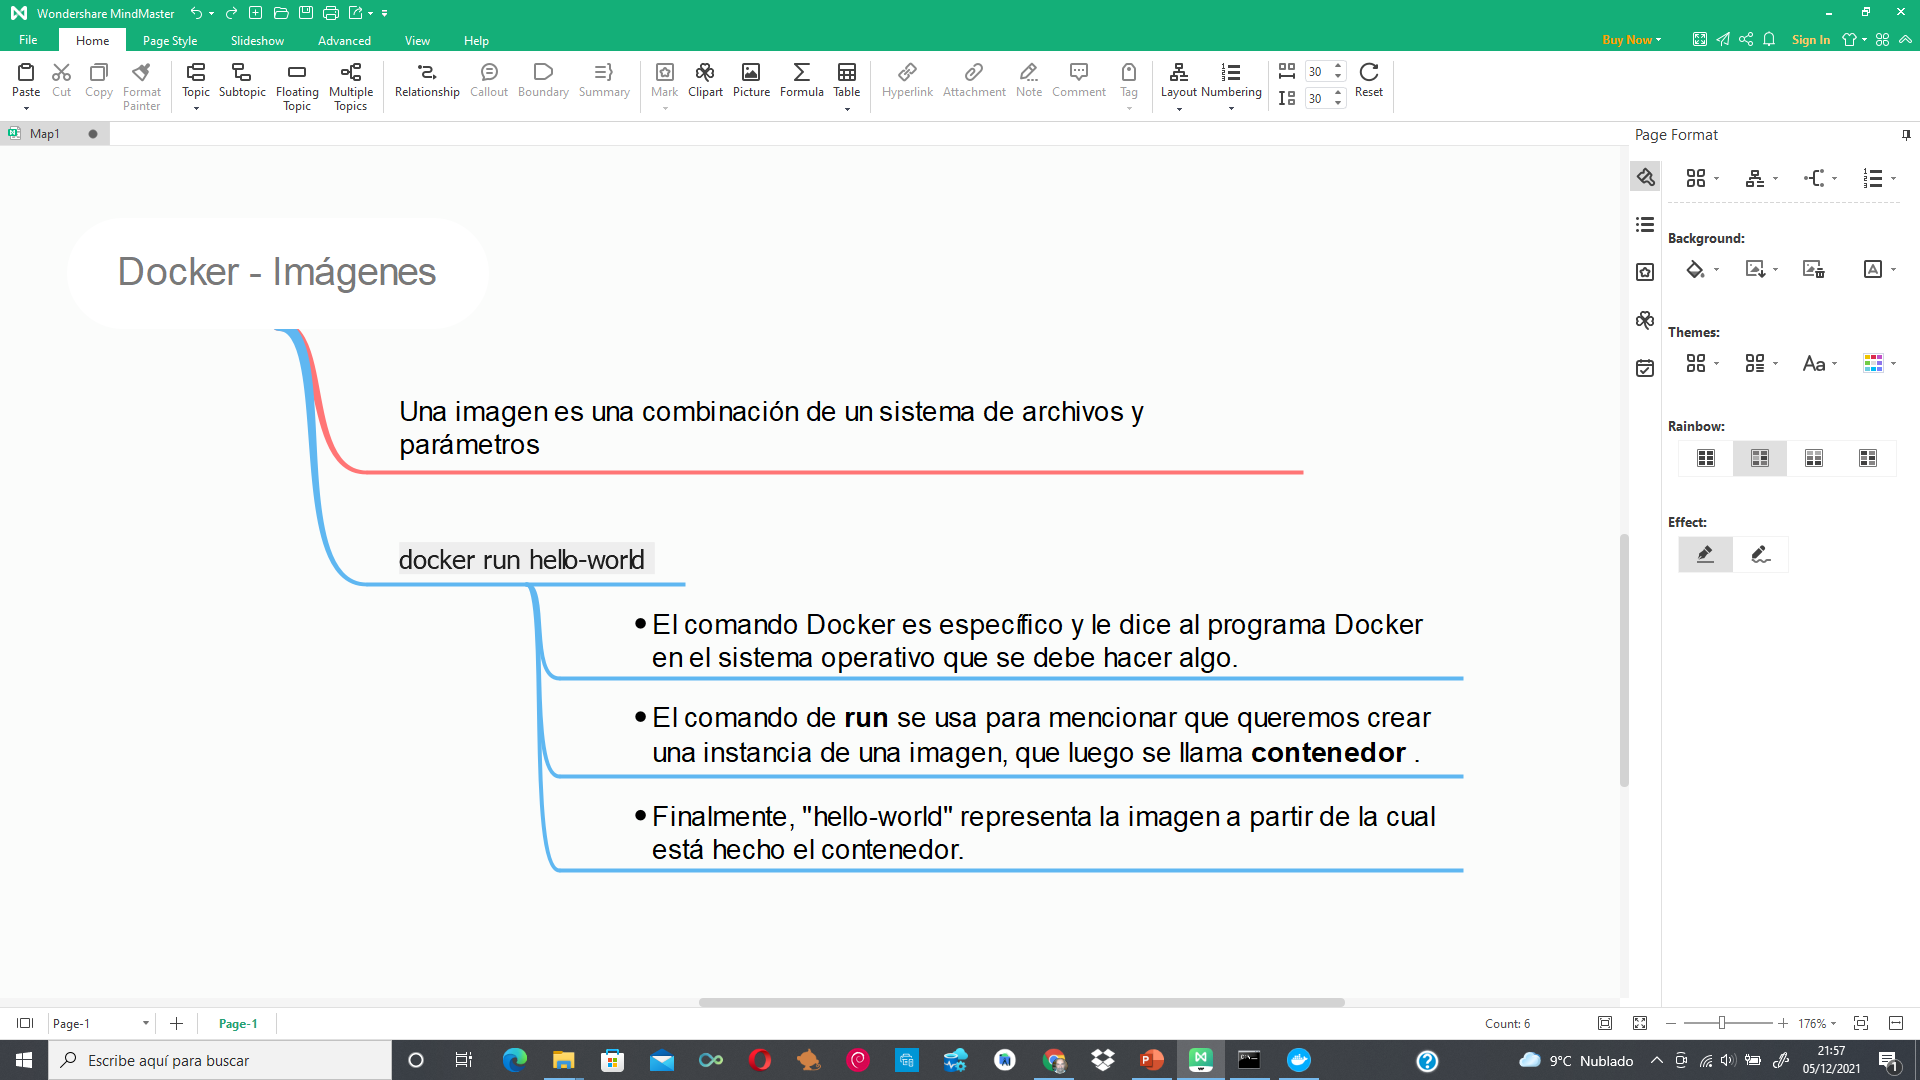 Wondershare MindMaster
File Home Page Style Slideshow Advanced View Help Buy Now Sign In
Paste Cut Copy Format Painter Topic Subtopic Floating Topic Multiple Topics Relationship Callout Boundary Summary Mark Clipart Picture Formula Table Hyperlink Attachment Note Comment Tag Layout Numbering 30 30 Reset
Map1
Page Format
Background:
Themes:
Aa
Rainbow:
Effect:
Docker - Imágenes
Una imagen es una combinación de un sistema de archivos y
parámetros
docker run hello-world
• El comando Docker es específico y le dice al programa Docker
en el sistema operativo que se debe hacer algo.
• El comando de run se usa para mencionar que queremos crear
una instancia de una imagen, que luego se llama contenedor .
• Finalmente, "hello-world" representa la imagen a partir de la cual
está hecho el contenedor.
Page-1 Page-1 Count: 6 176%
Escribe aquí para buscar 9°C Nublado 21:57
05/12/2021 1